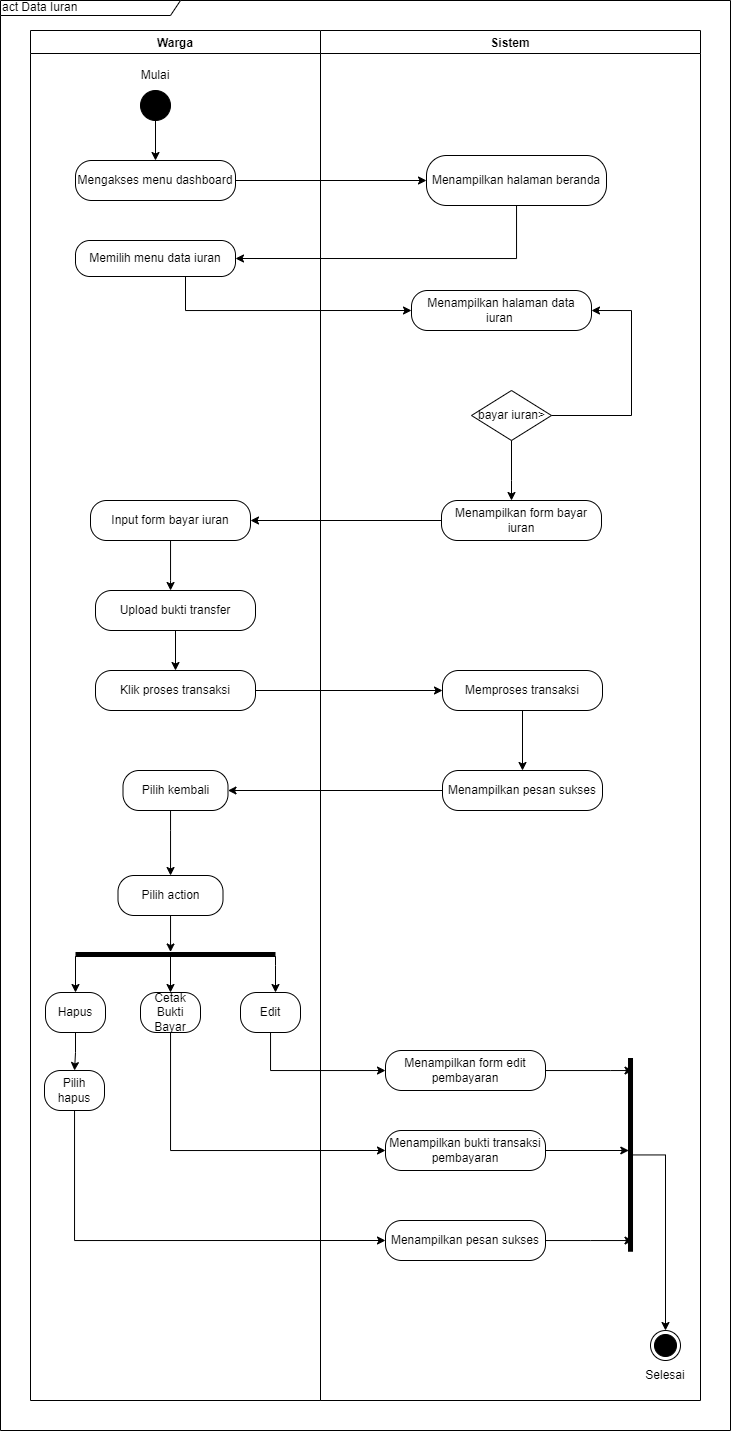 act Data Iuran
Warga
Sistem
Mulai
Mengakses menu dashboard
Menampilkan halaman beranda
Memilih menu data iuran
Menampilkan halaman data
iuran
bayar iuran>
Menampilkan form bayar
iuran
Input form bayar iuran
Upload bukti transfer
Klik proses transaksi
Memproses transaksi
Menampilkan pesan sukses
Pilih kembali
Pilih action
Hapus
Cetak
Bukti
Bayar
Edit
Menampilkan form edit
pembayaran
Pilih
hapus
Menampilkan bukti transaksi
pembayaran
Menampilkan pesan sukses
Selesai